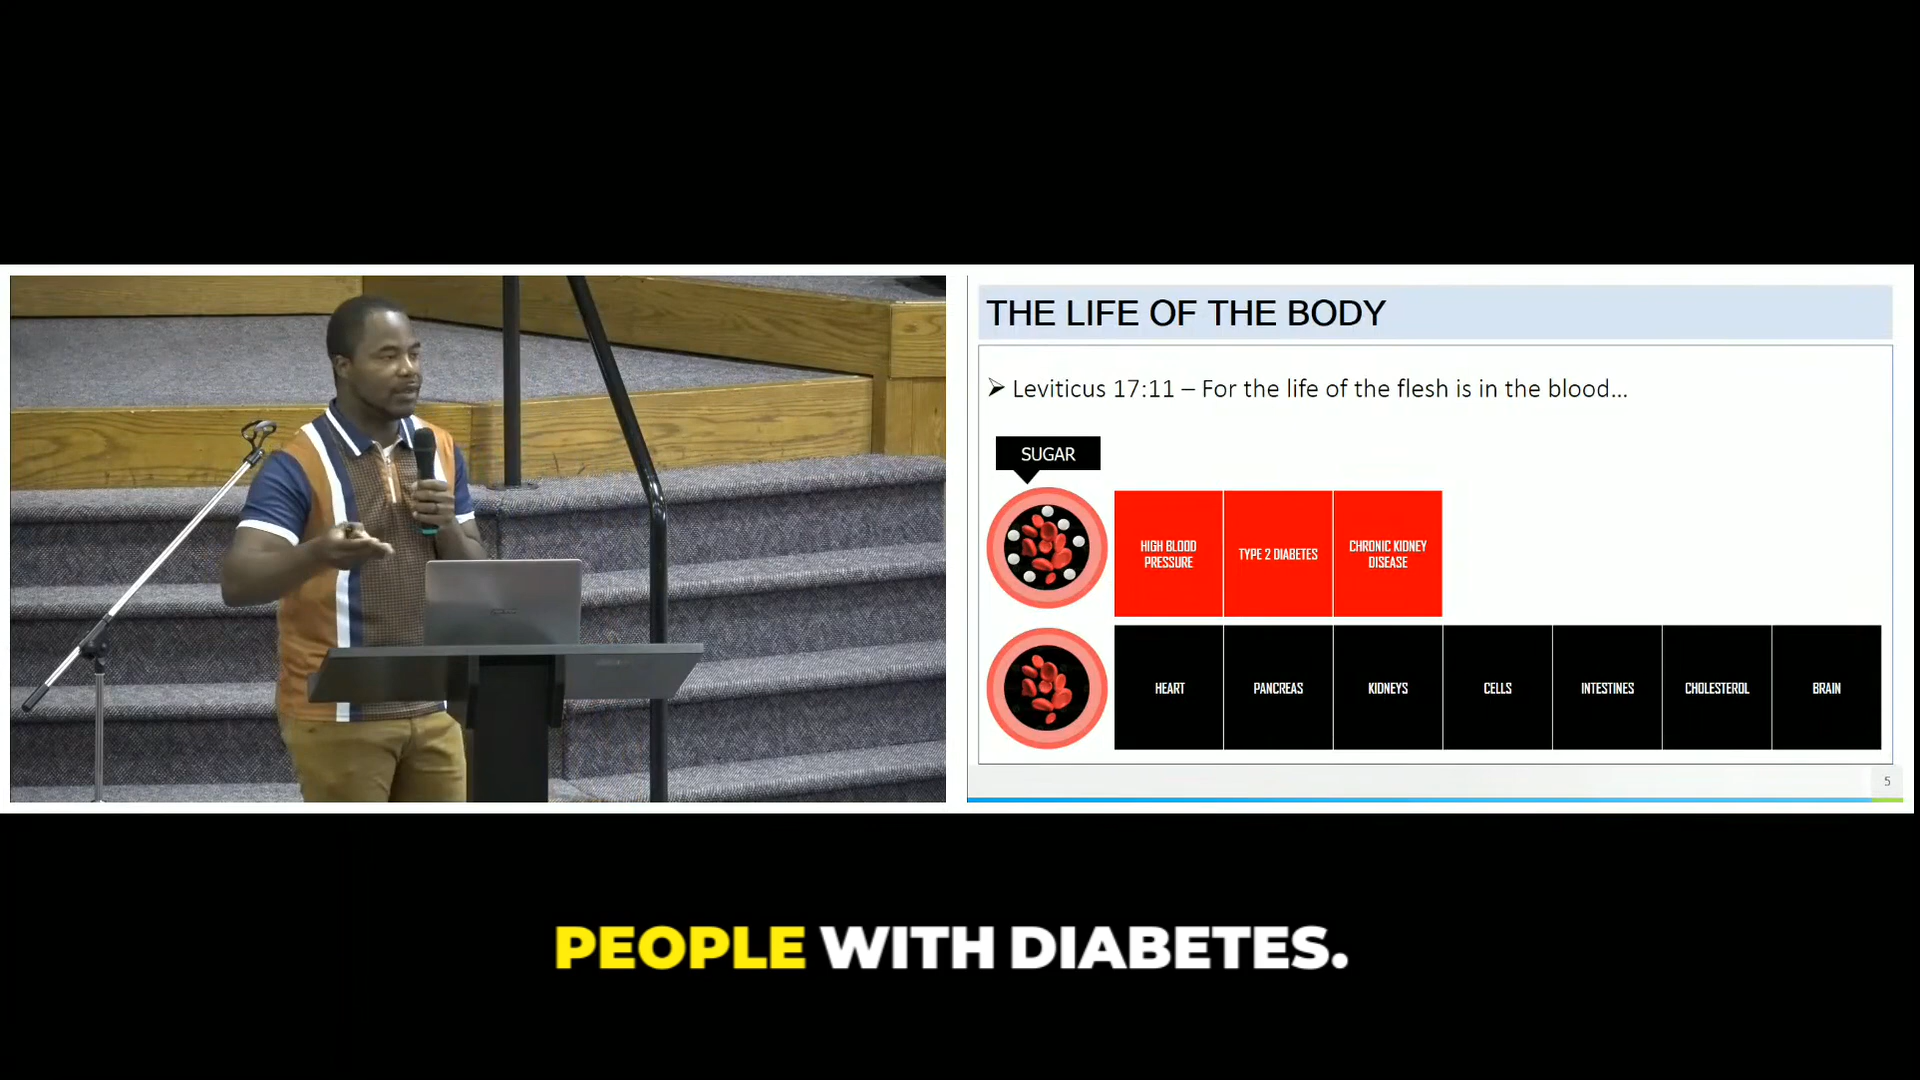 THE LIFE OF THE BODY
➢ Leviticus 17:11 – For the life of the flesh is in the blood...
SUGAR
HIGH BLOOD
PRESSURE
TYPE 2 DIABETES
CHRONIC KIDNEY
DISEASE
HEART
PANCREAS
KIDNEYS
CELLS
INTESTINES
CHOLESTEROL
BRAIN
5
PEOPLE WITH DIABETES.